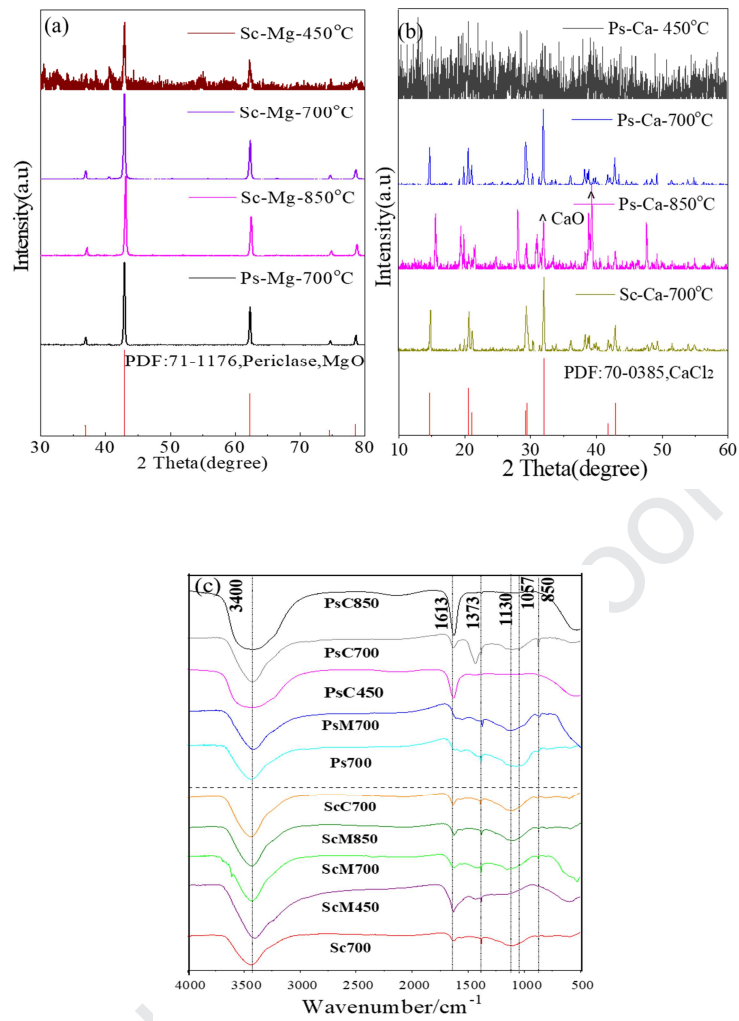 (a)
Sc-Mg-450°C
Sc-Mg-700°C
Sc-Mg-850°C
Ps-Mg-700°C
PDF:71-1176,Periclase,MgO
Intensity(a.u)
30 40 50 60 70 80
2 Theta(degree)
(b)
Ps-Ca- 450°C
Ps-Ca-700°C
Ps-Ca-850°C
^
^ CaO
Sc-Ca-700°C
PDF:70-0385,CaCl2
Intensity(a.u)
10 20 30 40 50 60
2 Theta(degree)
(c)
3400
1613
1373
1130
1057
850
PsC850
PsC700
PsC450
PsM700
Ps700
ScC700
ScM850
ScM700
ScM450
Sc700
4000 3500 3000 2500 2000 1500 1000 500
Wavenumber/cm-1